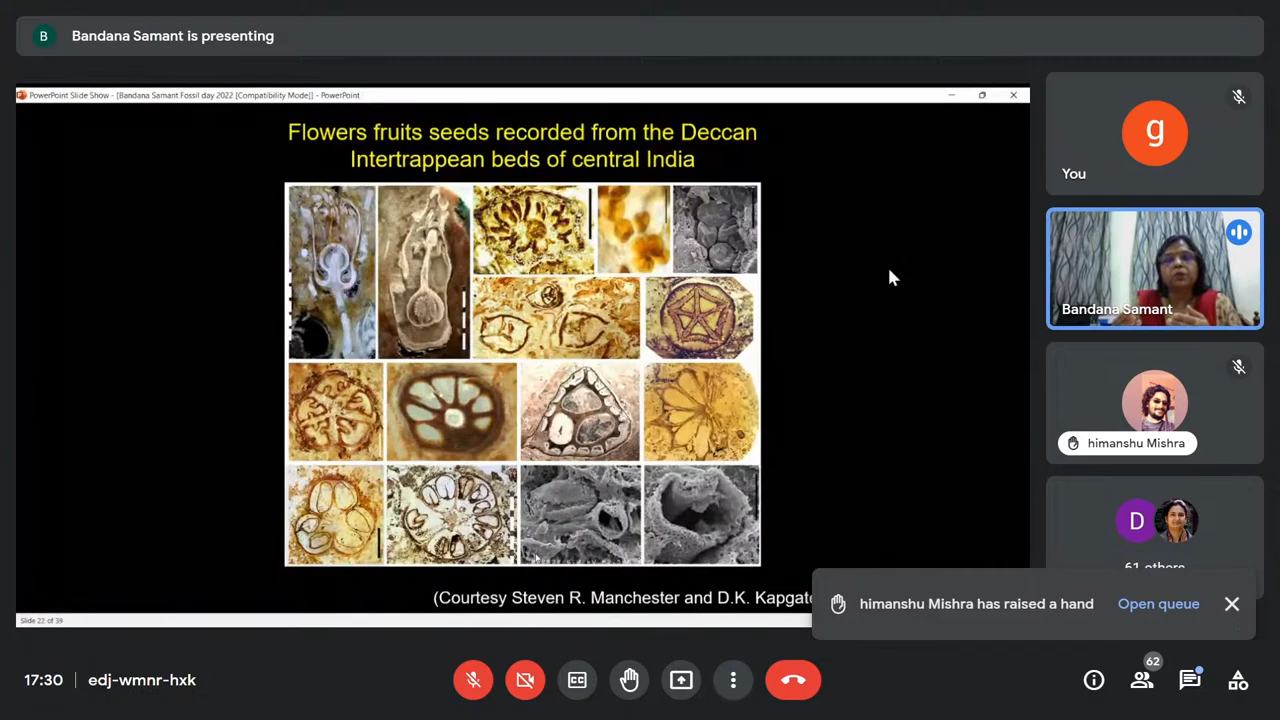 B
Bandana Samant is presenting
PowerPoint Slide Show - [Bandana Samant Fossil day 2022 [Compatibility Mode]] - PowerPoint
Flowers fruits seeds recorded from the Deccan
Intertrappean beds of central India
(Courtesy Steven R. Manchester and D.K. Kapgate
Slide 22 of 39
g
You
Bandana Samant
himanshu Mishra
D
61 others
himanshu Mishra has raised a hand
Open queue
17:30
edj-wmnr-hxk
CC
62